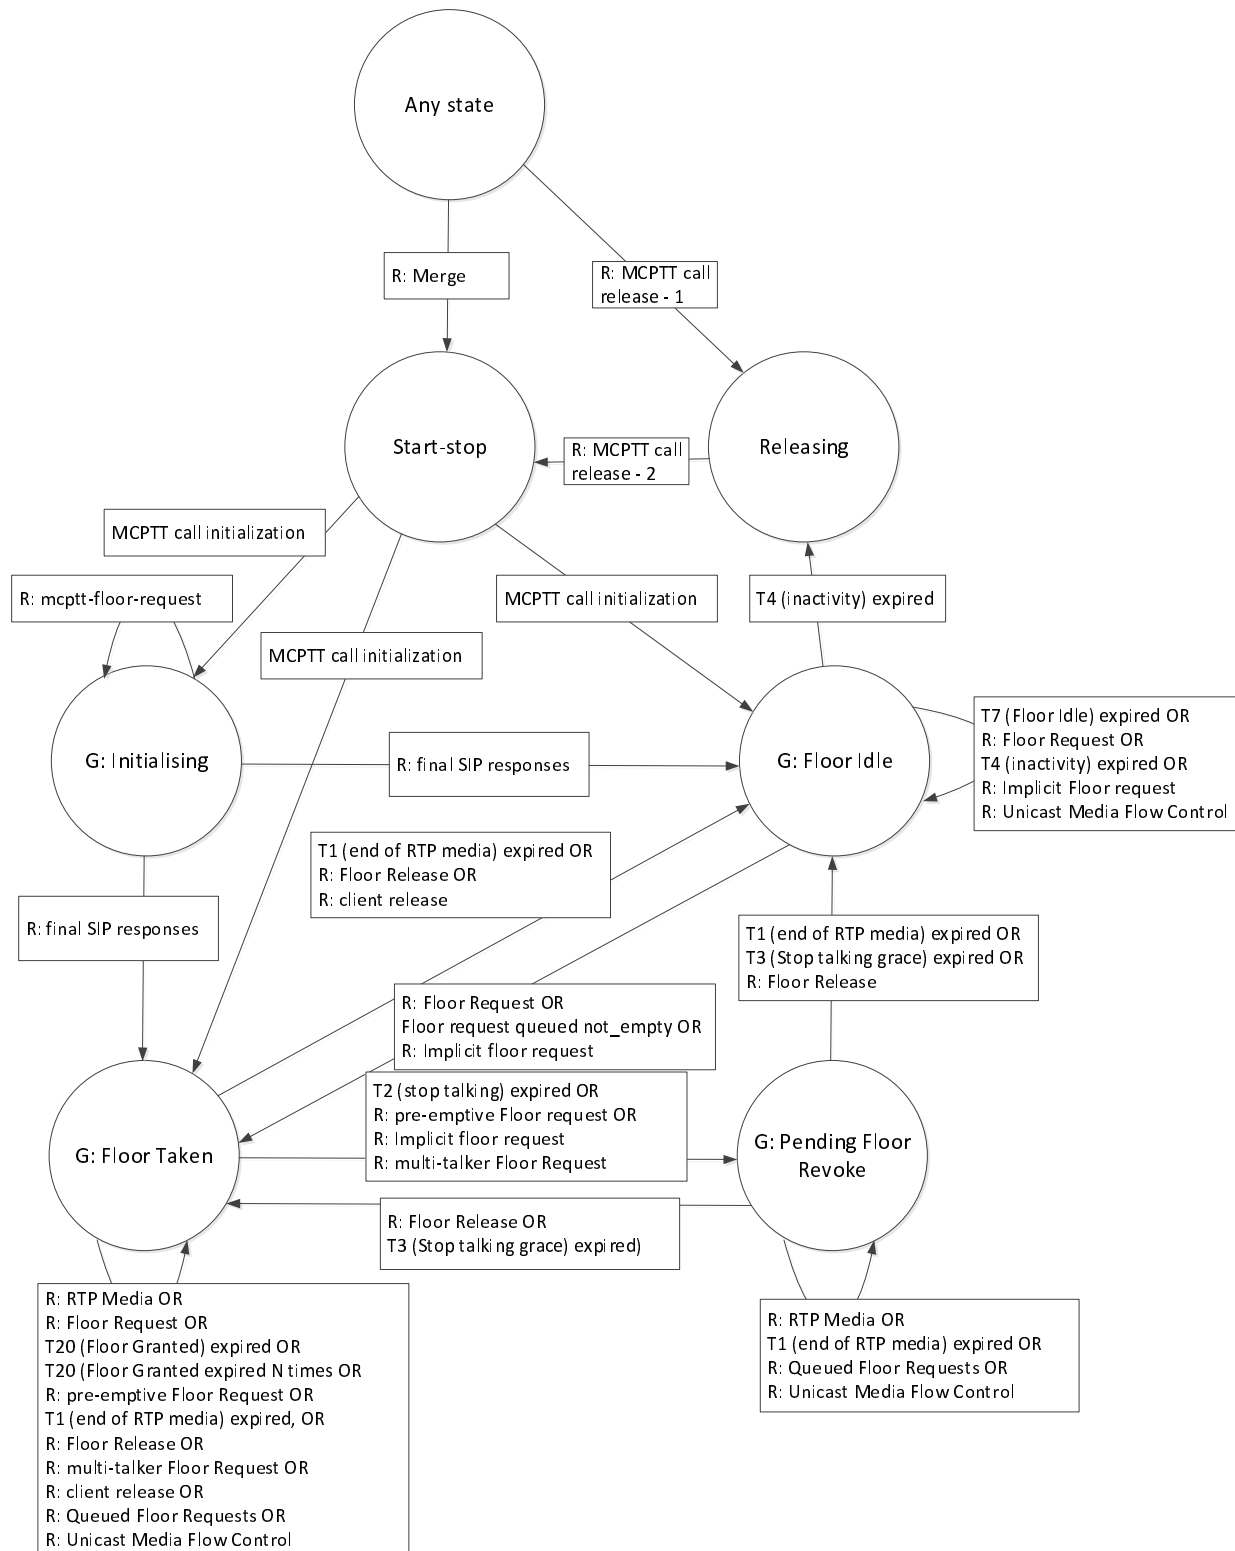 Any state
R: Merge
R: MCPTT call
release - 1
Start-stop
R: MCPTT call
release - 2
Releasing
MCPTT call initialization
R: mcptt-floor-request
MCPTT call initialization
MCPTT call initialization
T4 (inactivity) expired
G: Initialising
R: final SIP responses
G: Floor Idle
T7 (Floor Idle) expired OR
R: Floor Request OR
T4 (inactivity) expired OR
R: Implicit Floor request
R: Unicast Media Flow Control
T1 (end of RTP media) expired OR
R: Floor Release OR
R: client release
R: final SIP responses
T1 (end of RTP media) expired OR
T3 (Stop talking grace) expired OR
R: Floor Release
R: Floor Request OR
Floor request queued not_empty OR
R: Implicit floor request
T2 (stop talking) expired OR
R: pre-emptive Floor request OR
R: Implicit floor request
R: multi-talker Floor Request
G: Floor Taken
G: Pending Floor
Revoke
R: Floor Release OR
T3 (Stop talking grace) expired)
R: RTP Media OR
R: Floor Request OR
T20 (Floor Granted) expired OR
T20 (Floor Granted expired N times OR
R: pre-emptive Floor Request OR
T1 (end of RTP media) expired, OR
R: Floor Release OR
R: multi-talker Floor Request OR
R: client release OR
R: Queued Floor Requests OR
R: Unicast Media Flow Control
R: RTP Media OR
T1 (end of RTP media) expired OR
R: Queued Floor Requests OR
R: Unicast Media Flow Control